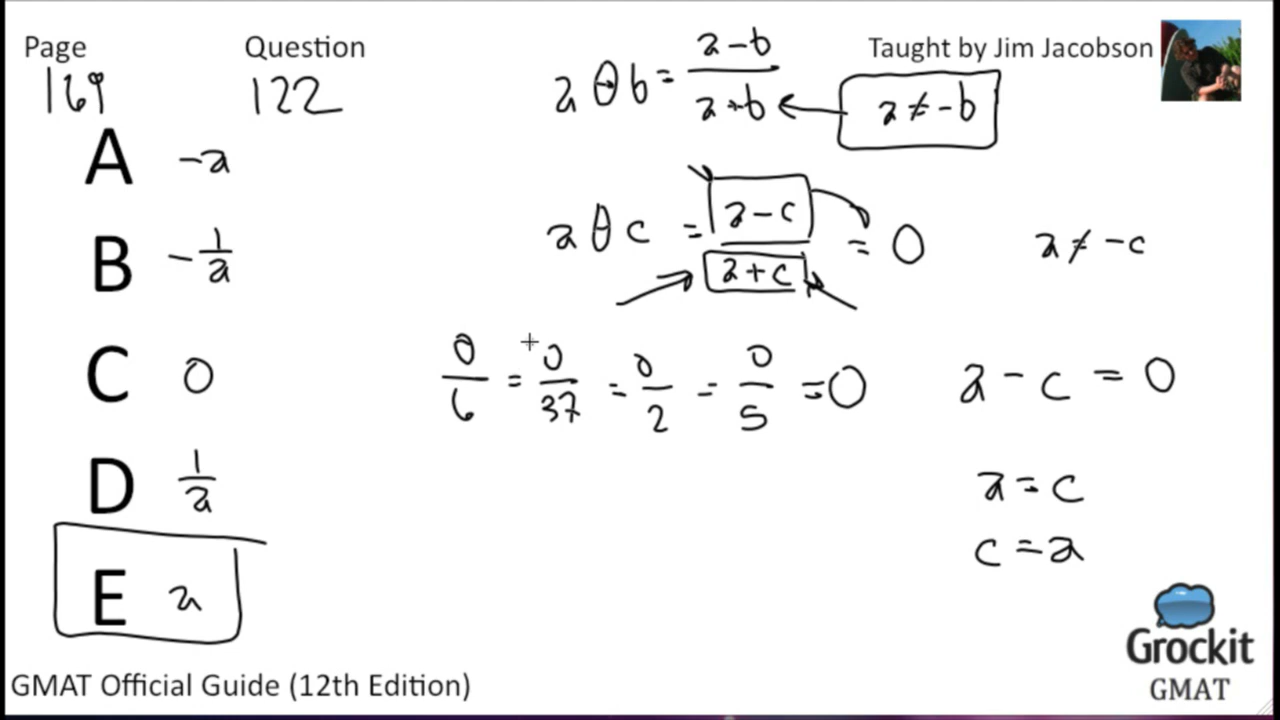 Page Question Taught by Jim Jacobson
169 122
a θ b = (a - b)/(a + b) ← a ≠ -b
A -a
a θ c = (a - c)/(a + c) = 0 a ≠ -c
B -1/a
0/6 = 0/37 = 0/2 = 0/5 = 0 a - c = 0
C 0
D 1/a a = c
c = a
E a
Grockit
GMAT Official Guide (12th Edition) GMAT